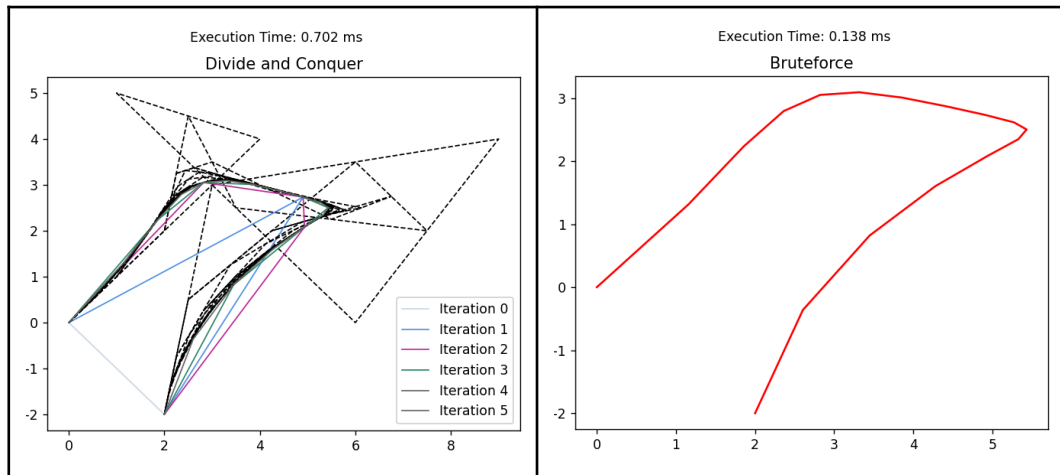 Execution Time: 0.702 ms
Divide and Conquer
5
4
3
2
1
0
-1
-2
0
2
4
6
8
Iteration 0
Iteration 1
Iteration 2
Iteration 3
Iteration 4
Iteration 5
Execution Time: 0.138 ms
Bruteforce
3
2
1
0
-1
-2
0
1
2
3
4
5